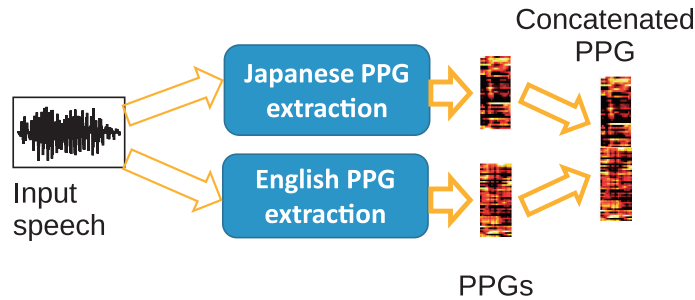 Concatenated
PPG
Japanese PPG
extraction
English PPG
extraction
Input
speech
PPGs